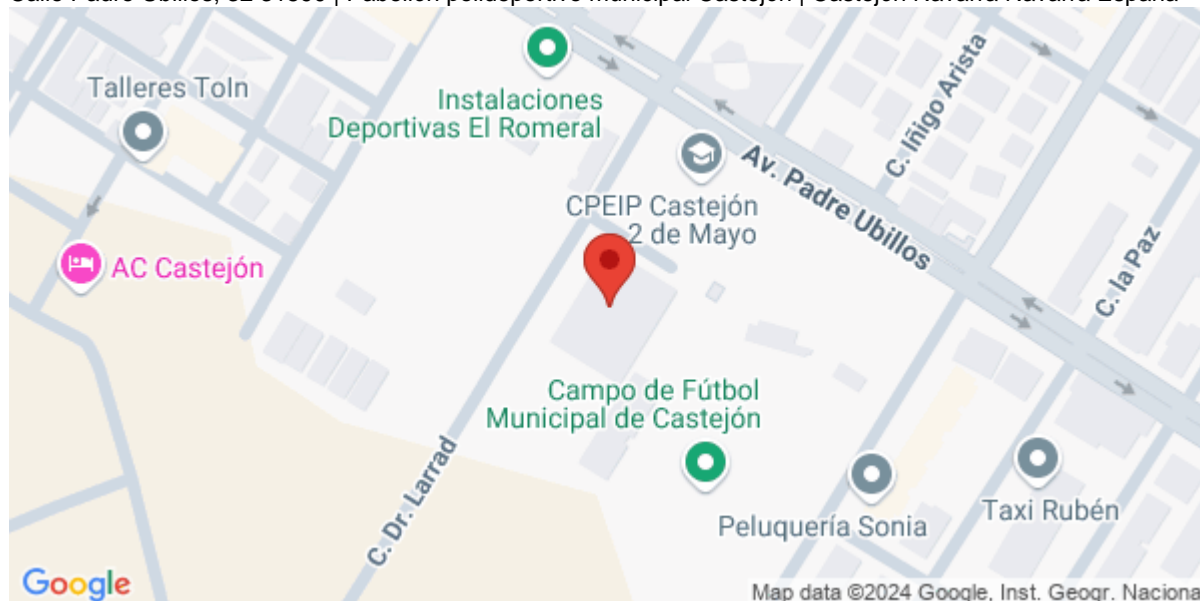 Talleres Toln
Instalaciones
Deportivas El Romeral
C. Iñigo Arista
CPEIP Castejón
2 de Mayo
Av. Padre Ubillos
AC Castejón
C. la Paz
Campo de Fútbol
Municipal de Castejón
C. Dr. Larrad
Peluquería Sonia
Taxi Rubén
Google
Map data ©2024 Google, Inst. Geogr. Naciona